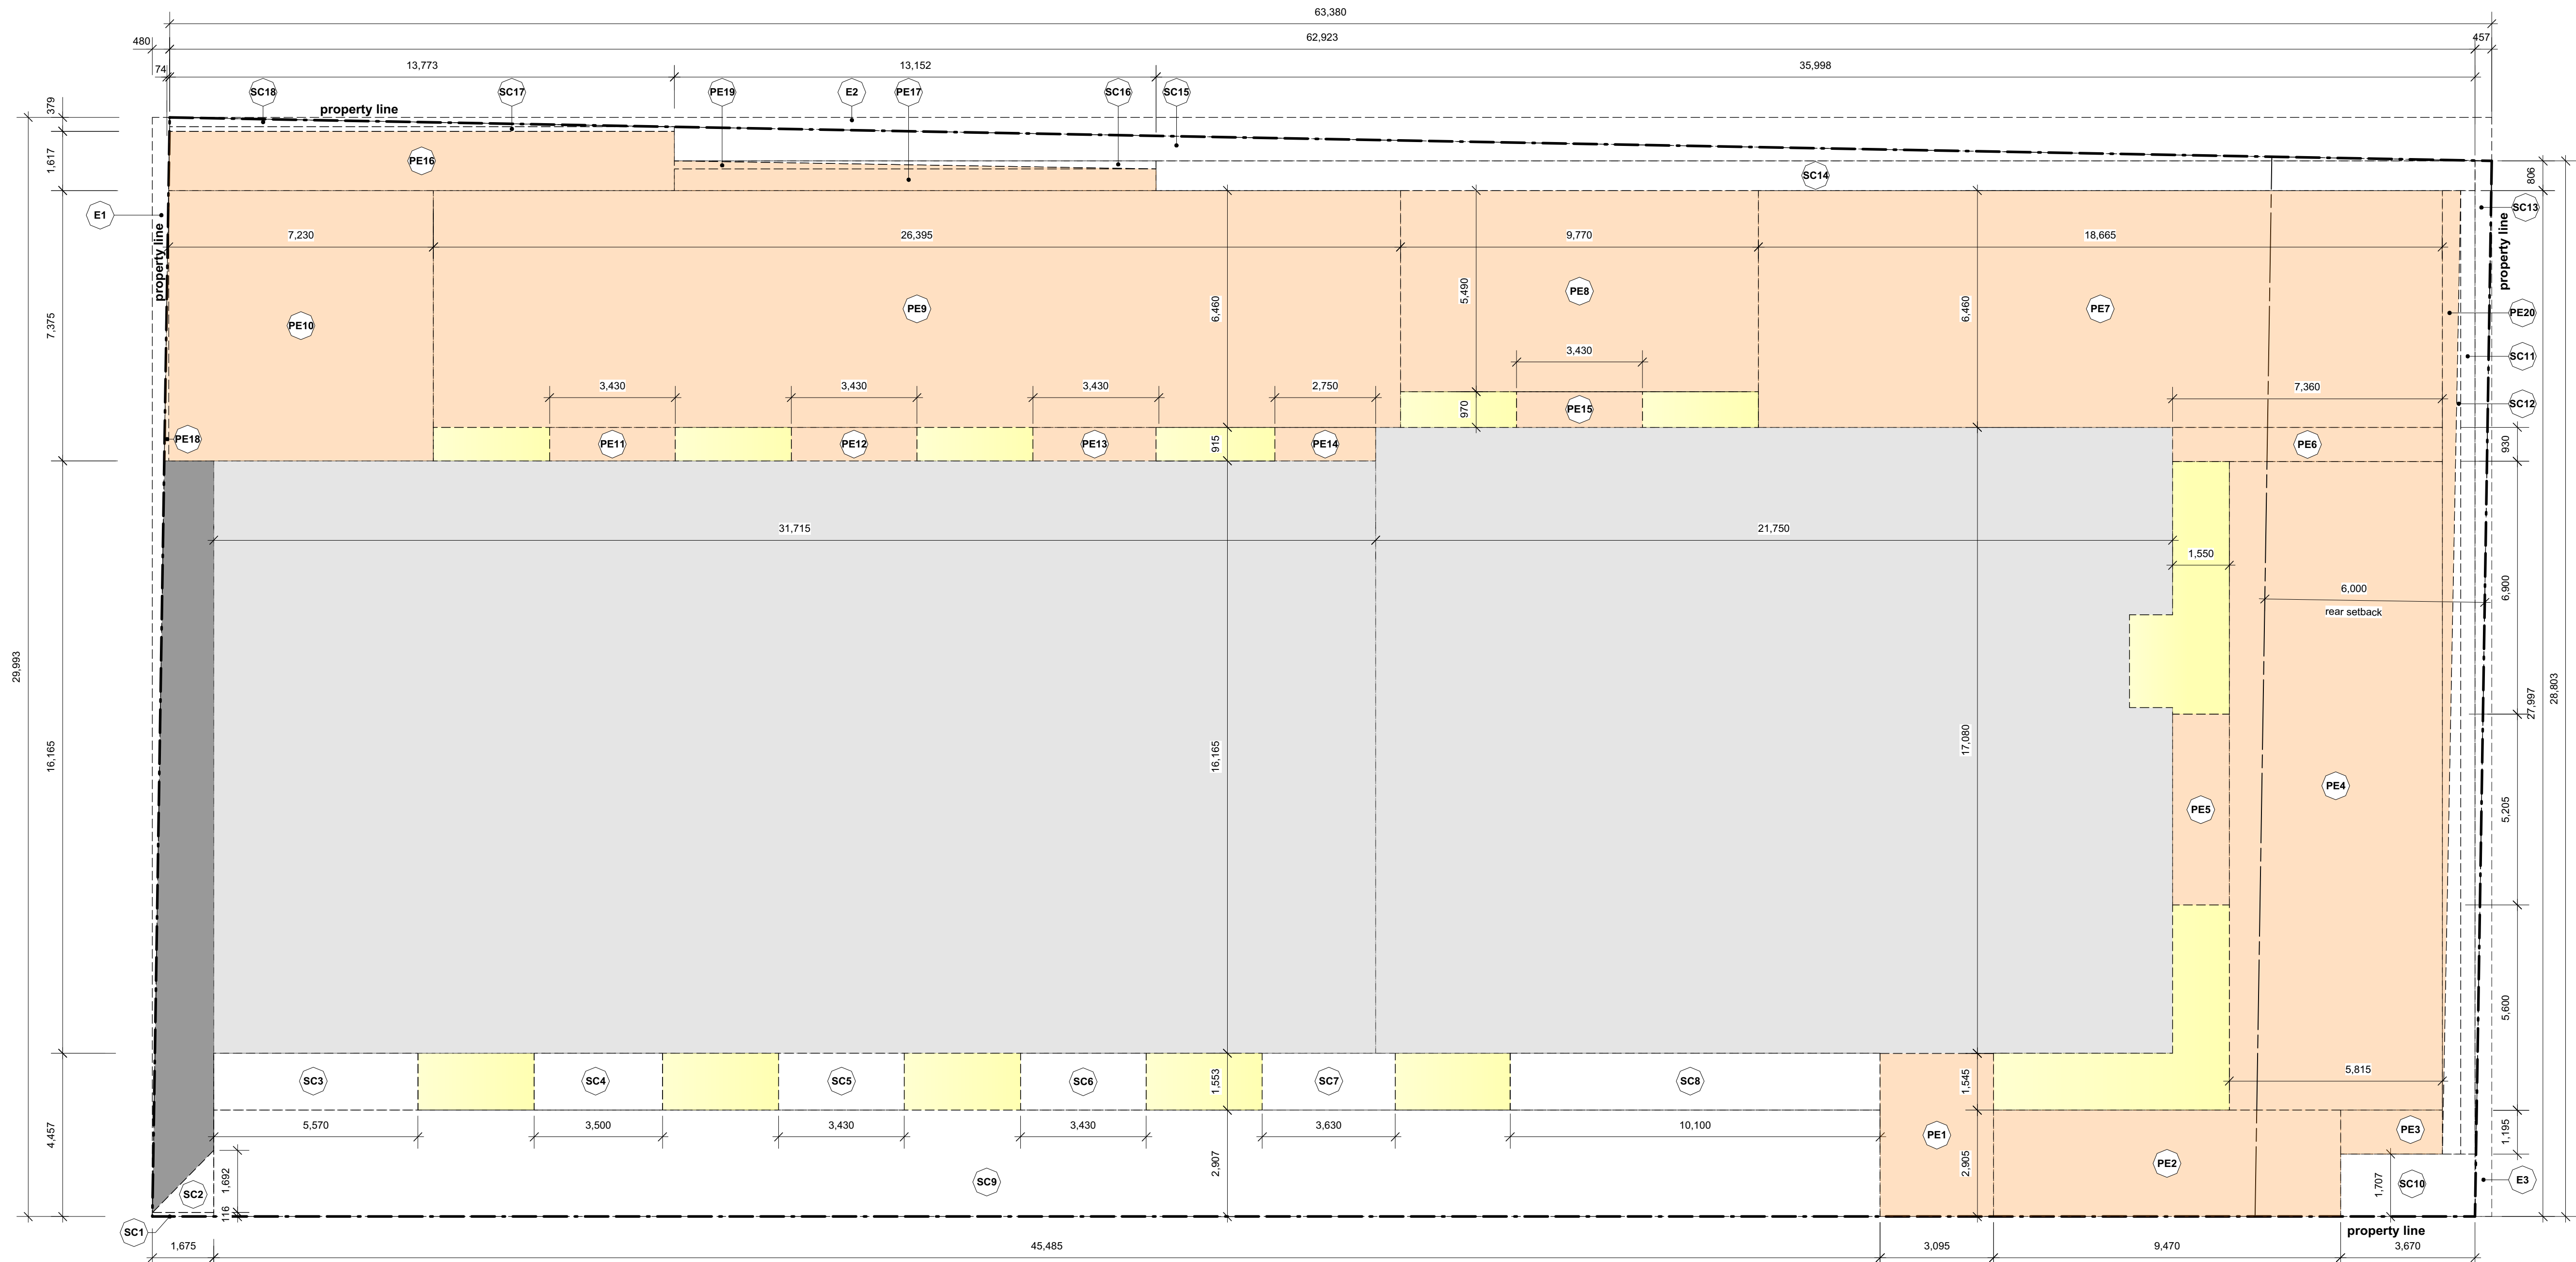 63,380
480
62,923
457
74
13,773
13,152
35,998
379
SC18
SC17
PE19
E2
PE17
SC16
SC15
property line
1,617
PE16
SC14
806
E1
SC13
property line
property line
7,230
26,395
9,770
18,665
5,490
PE8
6,460
PE9
6,460
PE7
PE20
7,375
PE10
3,430
SC11
3,430
3,430
3,430
2,750
7,360
SC12
970
PE15
PE18
PE11
PE12
PE13
915
PE14
PE6
930
31,715
21,750
1,550
6,000
rear setback
6,900
29,993
27,997
28,803
16,165
16,165
17,080
PE4
PE5
5,205
5,600
SC3
SC4
SC5
SC6
1,553
SC7
SC8
1,545
5,815
4,457
5,570
3,500
3,430
3,430
3,630
10,100
PE1
PE3
1,195
1,692
2,907
2,905
PE2
SC2
SC9
1,707
SC10
E3
116
SC1
property line
1,675
45,485
3,095
9,470
3,670